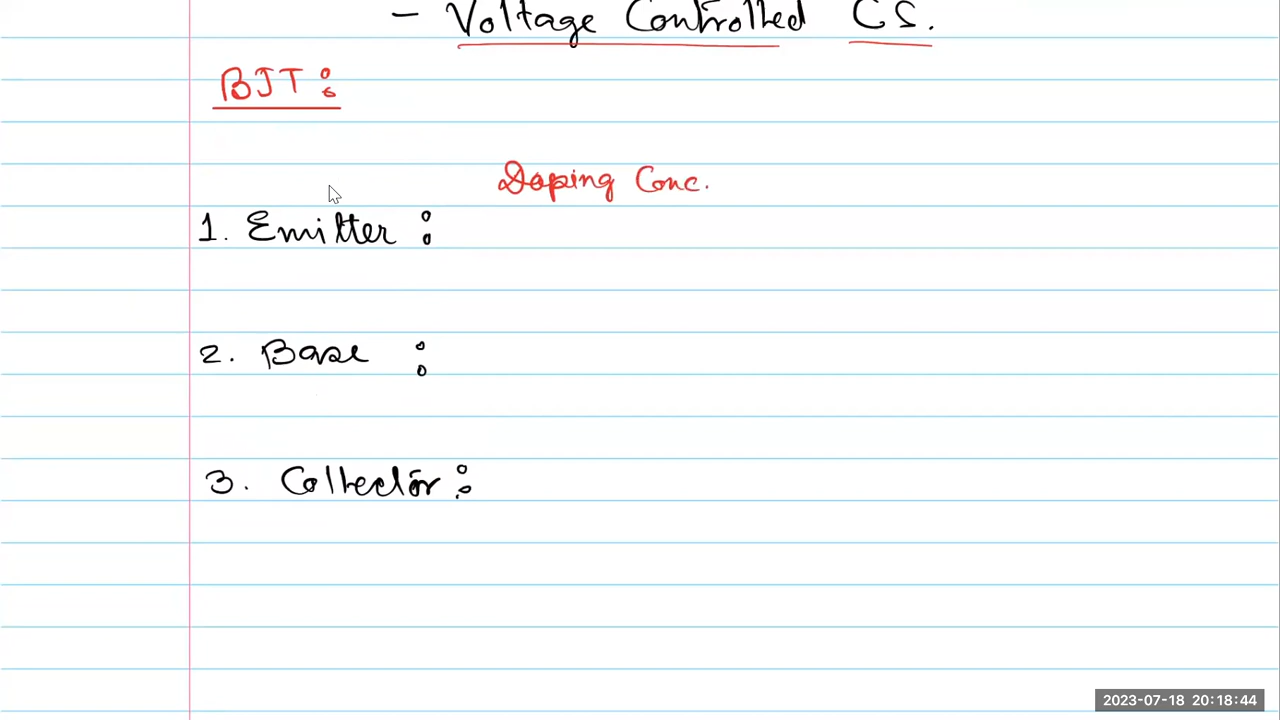 - Voltage Controlled CS.
BJT:
Doping Conc.
1. Emitter :
2. Base :
3. Collector :
2023-07-18 20:18:44